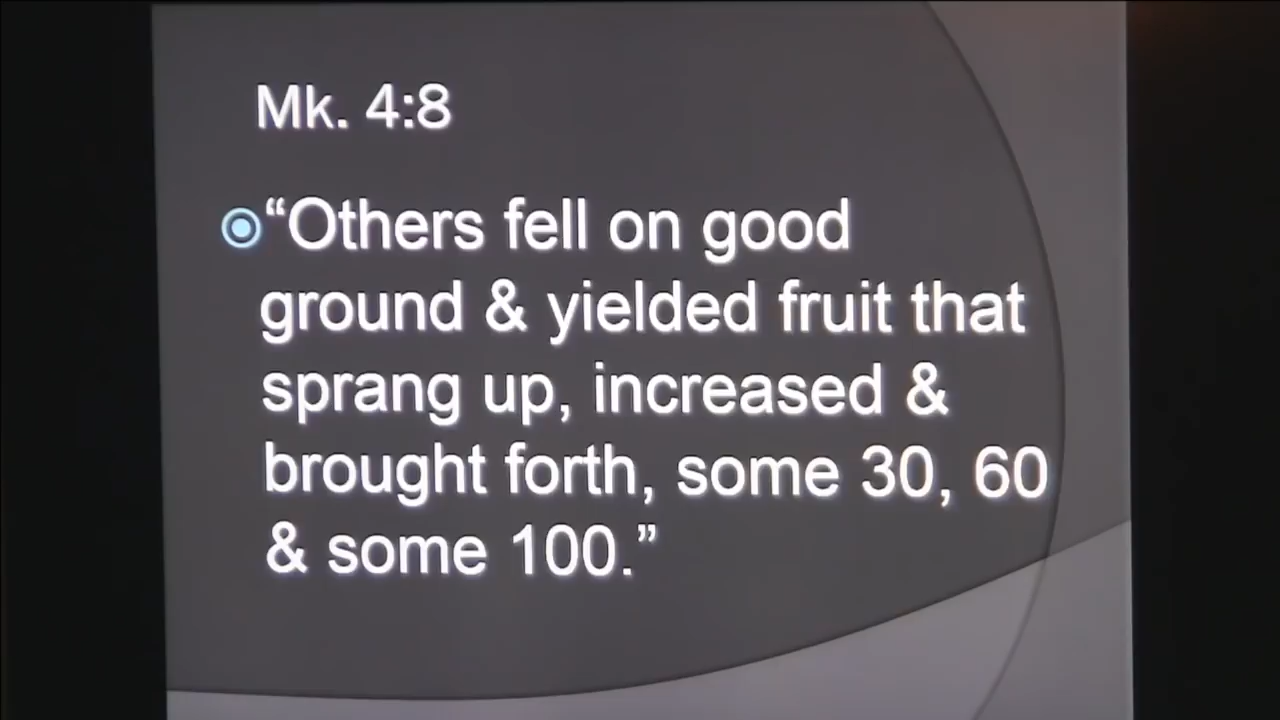 Mk. 4:8
“Others fell on good
ground & yielded fruit that
sprang up, increased &
brought forth, some 30, 60
& some 100.”